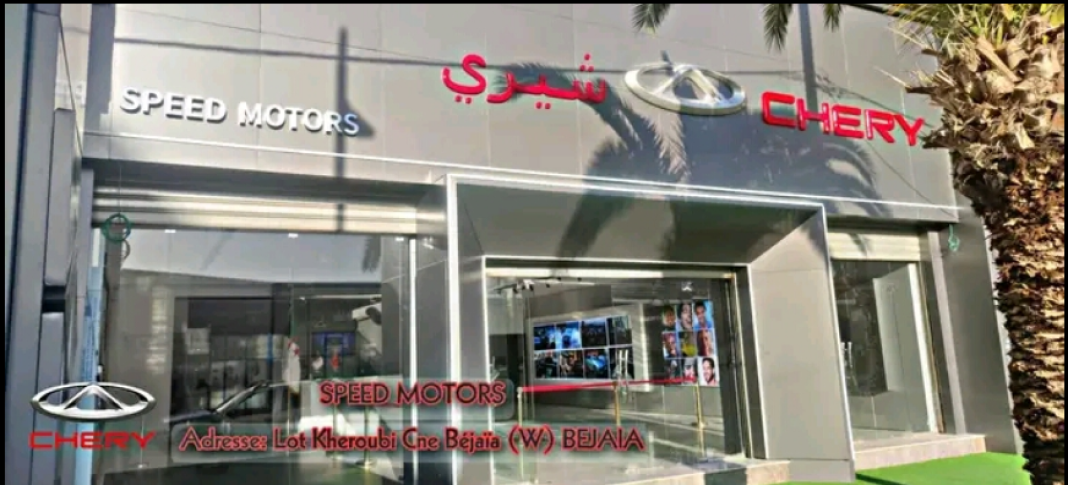 SPEED MOTORS
شيري
CHERY
SPEED MOTORS
CHERY
Adresse: Lot Kheroubi Cne Béjaïa (W) BEJAIA